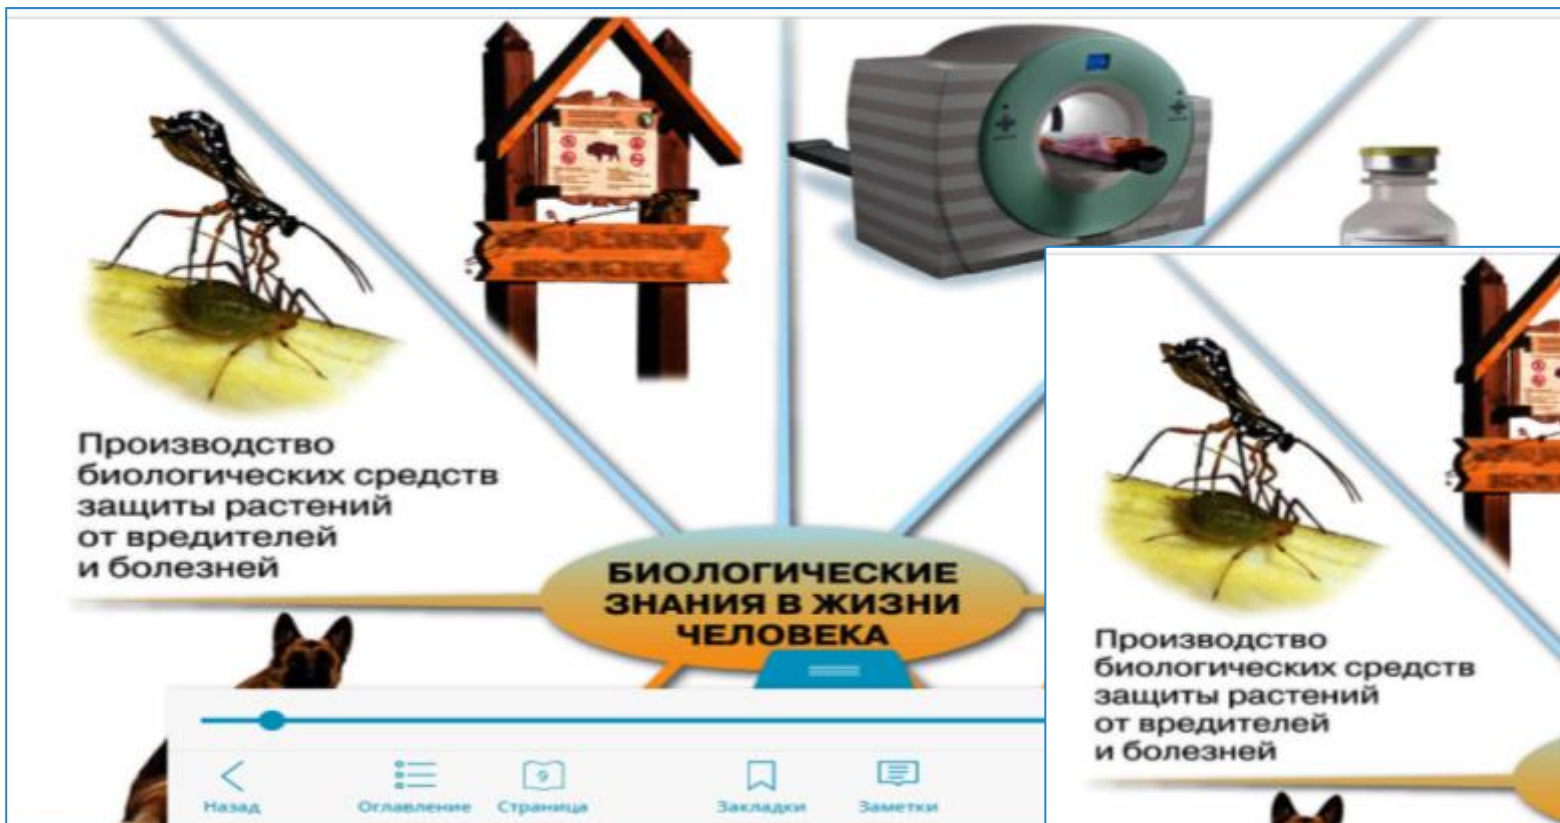 Производство
биологических средств
защиты растений
от вредителей
и болезней
БИОЛОГИЧЕСКИЕ
ЗНАНИЯ В ЖИЗНИ
ЧЕЛОВЕКА
9
Назад
Оглавление
Страница
Закладки
Заметки
Производство
биологических средств
защиты растений
от вредителей
и болезней